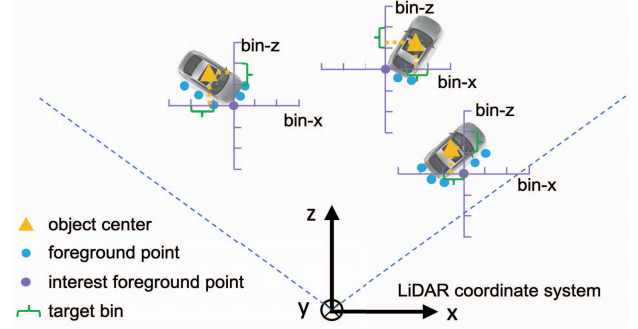 bin-z
bin-z
bin-x
bin-x
bin-z
bin-x
z
object center
foreground point
interest foreground point
target bin
LiDAR coordinate system
y
x